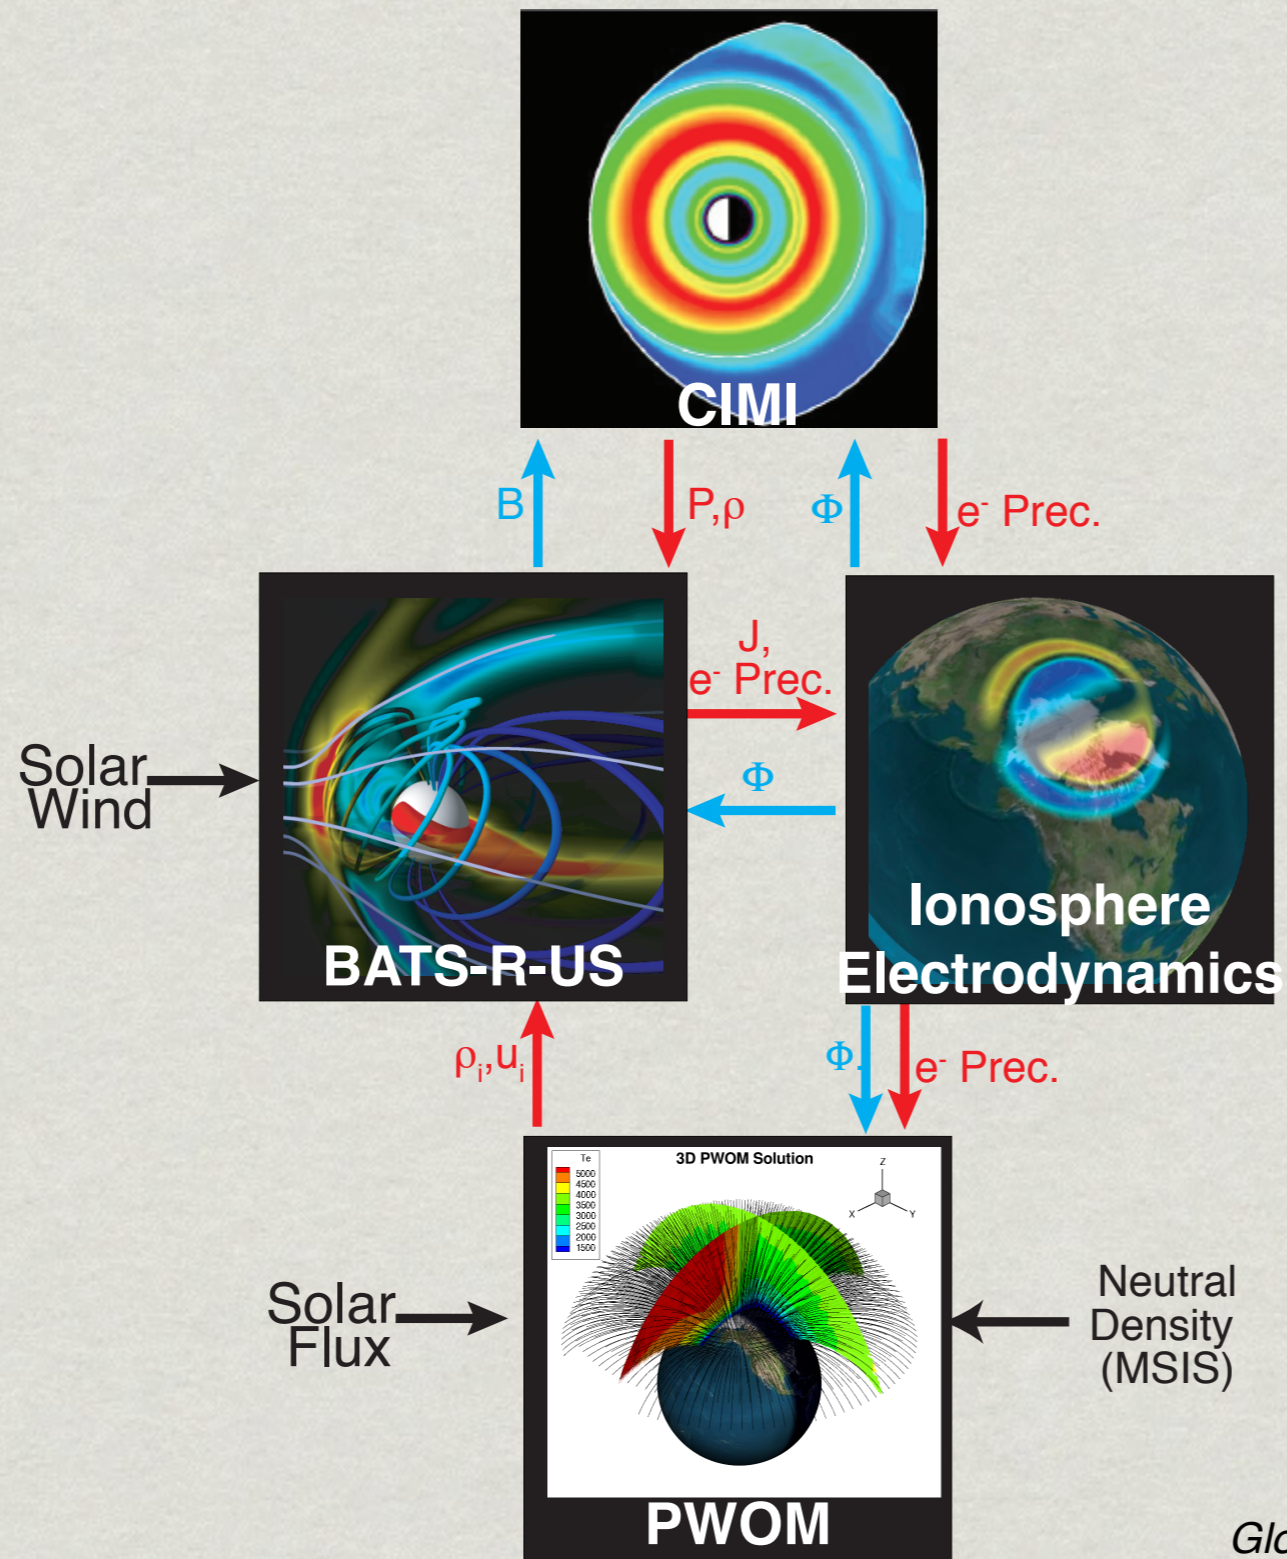 CIMI
B
P,ρ
Φ
e⁻ Prec.
J,
e⁻ Prec.
Φ
Solar
Wind
BATS-R-US
Ionosphere
Electrodynamics
ρᵢ,uᵢ
Φ.
e⁻ Prec.
Te
5000
4500
4000
3500
3000
2500
2000
1500
3D PWOM Solution
Z
X
Y
Solar
Flux
Neutral
Density
(MSIS)
PWOM